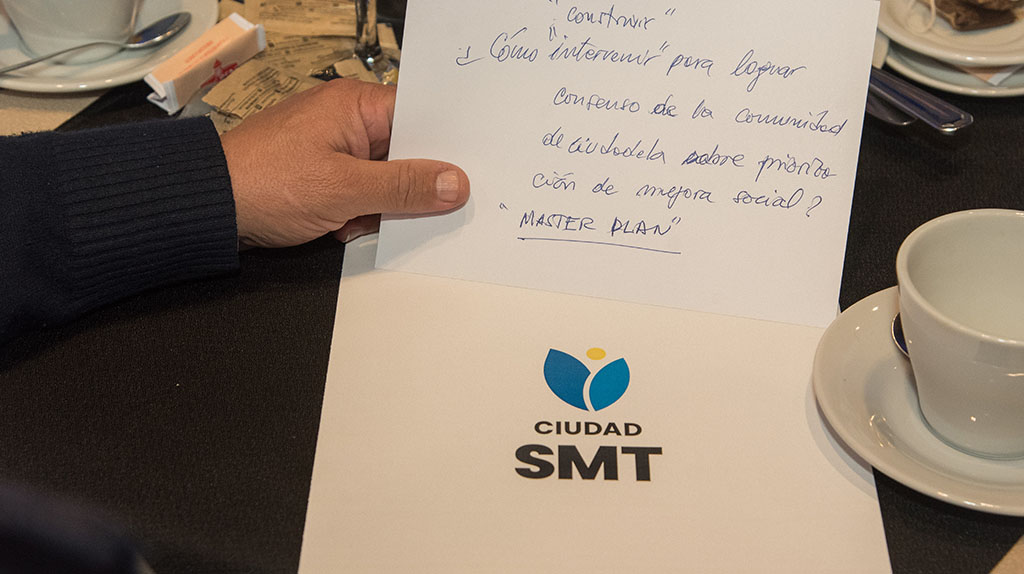 "construir"
¿ Cómo "intervenir" para lograr
consenso de la comunidad
de ciudadela sobre prioriza
ción de mejora social?
"MASTER PLAN"
CIUDAD
SMT